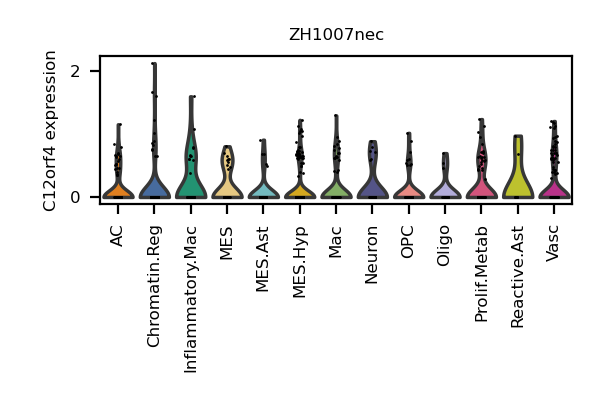 ZH1007nec
C12orf4 expression
2
0
AC
Chromatin.Reg
Inflammatory.Mac
MES
MES.Ast
MES.Hyp
Mac
Neuron
OPC
Oligo
Prolif.Metab
Reactive.Ast
Vasc